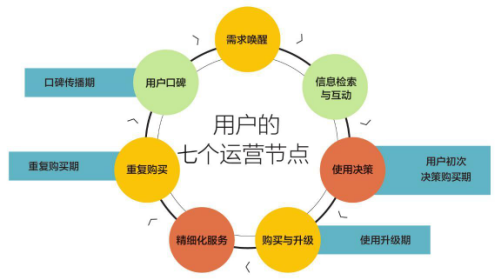 需求唤醒
信息检索
与互动
使用决策
用户初次
决策购买期
购买与升级
使用升级期
精细化服务
重复购买
重复购买期
用户口碑
口碑传播期
用户的
七个运营节点